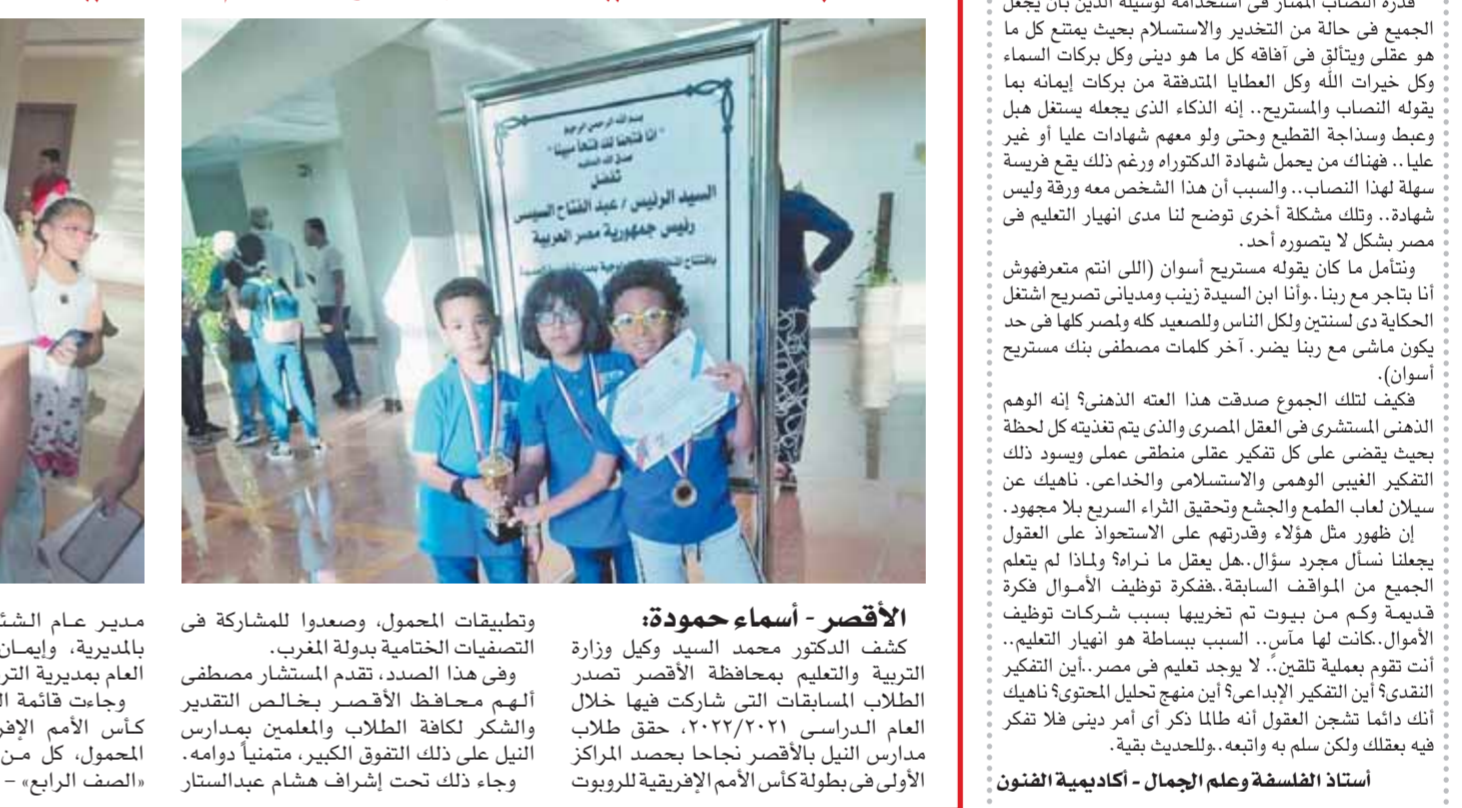 قدرة النصاب الممتاز فى استخدامه لوسيلة الدين بأن يجعل
الجميع فى حالة من التخدير والاستسلام بحيث يمتنع كل ما
هو عقلى ويتألق فى آفاقه كل ما هو دينى وكل بركات السماء
وكل خيرات الله وكل العطايا المتدفقة من بركات إيمانه بما
يقوله النصاب والمستريح.. إنه الذكاء الذى يجعله يستغل هبل
وعبط وسذاجة القطيع وحتى ولو معهم شهادات عليا أو غير
عليا.. فهناك من يحمل شهادة الدكتوراه ورغم ذلك يقع فريسة
سهلة لهذا النصاب.. والسبب أن هذا الشخص معه ورقة وليس
شهادة.. وتلك مشكلة أخرى توضح لنا مدى انهيار التعليم فى
مصر بشكل لا يتصوره أحد.
ونتأمل ما كان يقوله مستريح أسوان (اللى انتم متعرفهوش
أنا بتاجر مع ربنا..وأنا ابن السيدة زينب ومديانى تصريح اشتغل
الحكاية دى لسنتين ولكل الناس وللصعيد كله ولمصر كلها فى حد
يكون ماشى مع ربنا يضر. آخر كلمات مصطفى بنك مستريح
أسوان).
فكيف لتلك الجموع صدقت هذا العته الذهنى؟ إنه الوهم
الذهنى المستشرى فى العقل المصرى والذى يتم تغذيته كل لحظة
بحيث يقضى على كل تفكير عقلى منطقى عملى ويسود ذلك
التفكير الغيبى الوهمى والاستسلامى والخداعى. ناهيك عن
سيلان لعاب الطمع والجشع وتحقيق الثراء السريع بلا مجهود.
إن ظهور مثل هؤلاء وقدرتهم على الاستحواذ على العقول
يجعلنا نسأل مجرد سؤال..هل يعقل ما نراه؟ ولماذا لم يتعلم
الجميع من المواقف السابقة..ففكرة توظيف الأموال فكرة
قديمة وكم من بيوت تم تخريبها بسبب شركات توظيف
الأموال..كانت لها مآسٍ.. السبب ببساطة هو انهيار التعليم..
أنت تقوم بعملية تلقين.. لا يوجد تعليم فى مصر..أين التفكير
النقدى؟ أين التفكير الإبداعى؟ أين منهج تحليل المحتوى؟ ناهيك
أنك دائما تشجن العقول أنه طالما ذكر أى أمر دينى فلا تفكر
فيه بعقلك ولكن سلم به واتبعه..وللحديث بقية.
أستاذ الفلسفة وعلم الجمال - أكاديمية الفنون
بسم الله الرحمن الرحيم
" انا فتحنا لك فتحاً مبينا "
صدق الله العظيم
تفضل
السيد الرئيس / عبد الفتاح السيسى
رئيس جمهورية مصر العربية
بافتتاح
الأقصر - أسماء حمودة:
كشف الدكتور محمد السيد وكيل وزارة
التربية والتعليم بمحافظة الأقصر تصدر
الطلاب المسابقات التى شاركت فيها خلال
العام الدراسى ٢٠٢٢/٢٠٢١، حقق طلاب
مدارس النيل بالأقصر نجاحا بحصد المراكز
الأولى فى بطولة كأس الأمم الإفريقية للروبوت
وتطبيقات المحمول، وصعدوا للمشاركة فى
التصفيات الختامية بدولة المغرب.
وفى هذا الصدد، تقدم المستشار مصطفى
ألهم محافظ الأقصر بخالص التقدير
والشكر لكافة الطلاب والمعلمين بمدارس
النيل على ذلك التفوق الكبير، متمنياً دوامه.
وجاء ذلك تحت إشراف هشام عبدالستار
مدير عام
بالمديرية، وإيمان
العام بمديرية
وجاءت قائمة
كأس الأمم
المحمول، كل من
«الصف الرابع» –